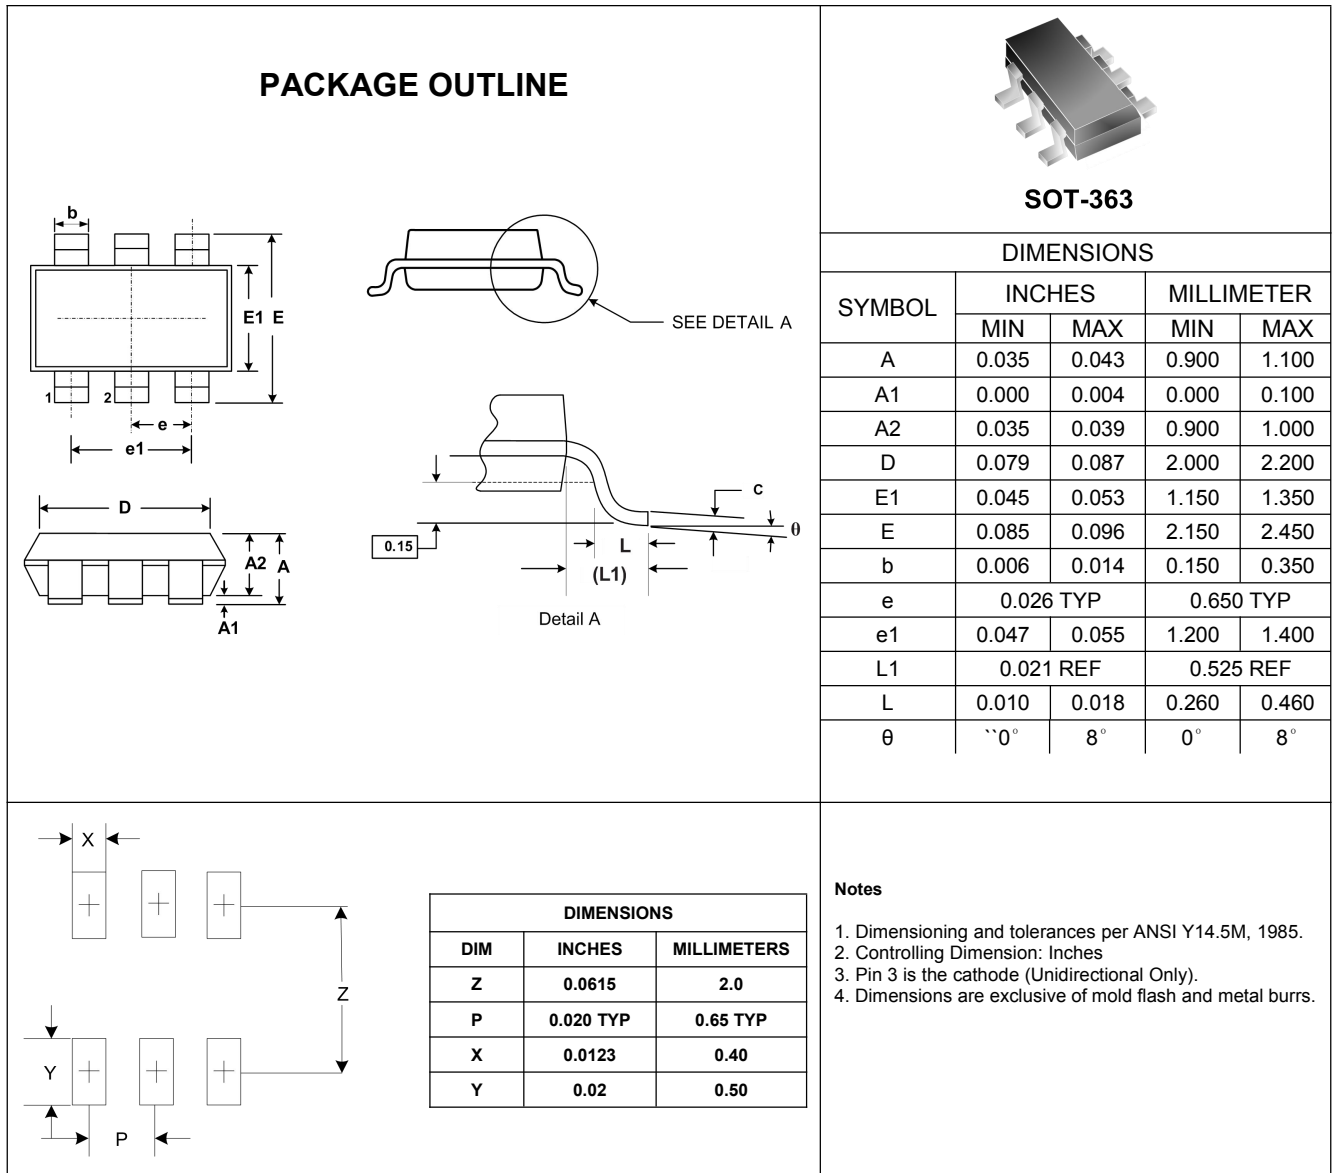 PACKAGE OUTLINE
b
E1 E
1 2
e
e1
D
A2 A
A1
SEE DETAIL A
c
θ
0.15
L
(L1)
Detail A
SOT-363
DIMENSIONS
SYMBOL INCHES MILLIMETER
MIN MAX MIN MAX
A 0.035 0.043 0.900 1.100
A1 0.000 0.004 0.000 0.100
A2 0.035 0.039 0.900 1.000
D 0.079 0.087 2.000 2.200
E1 0.045 0.053 1.150 1.350
E 0.085 0.096 2.150 2.450
b 0.006 0.014 0.150 0.350
e 0.026 TYP 0.650 TYP
e1 0.047 0.055 1.200 1.400
L1 0.021 REF 0.525 REF
L 0.010 0.018 0.260 0.460
θ ``0° 8° 0° 8°
X
Z
Y
P
DIMENSIONS
DIM INCHES MILLIMETERS
Z 0.0615 2.0
P 0.020 TYP 0.65 TYP
X 0.0123 0.40
Y 0.02 0.50
Notes
1. Dimensioning and tolerances per ANSI Y14.5M, 1985.
2. Controlling Dimension: Inches
3. Pin 3 is the cathode (Unidirectional Only).
4. Dimensions are exclusive of mold flash and metal burrs.